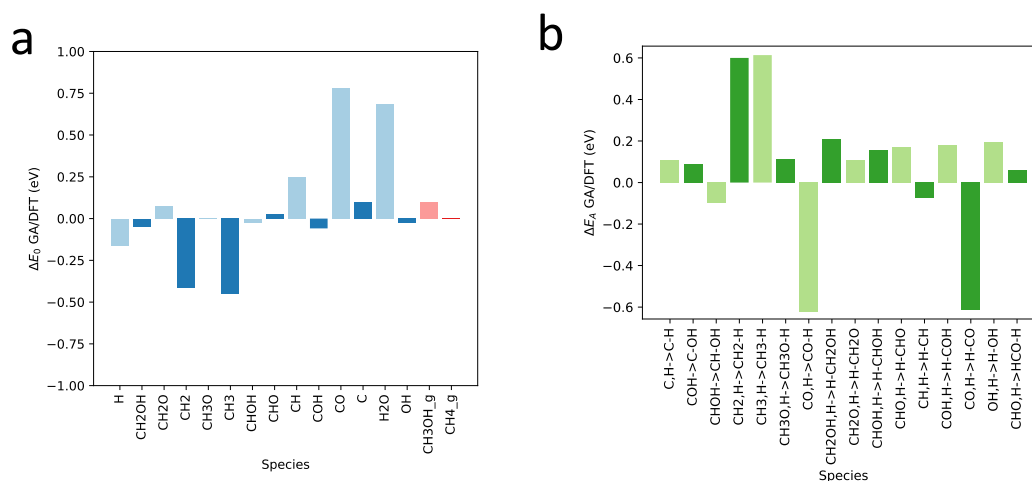 a
1.00
0.75
0.50
0.25
0.00
−0.25
−0.50
−0.75
−1.00
ΔE0 GA/DFT (eV)
H
CH2OH
CH2O
CH2
CH3O
CH3
CHOH
CHO
CH
COH
CO
C
H2O
OH
CH3OH_g
CH4_g
Species
b
0.6
0.4
0.2
0.0
−0.2
−0.4
−0.6
ΔEA GA/DFT (eV)
C,H->C-H
COH->C-OH
CHOH->CH-OH
CH2,H->CH2-H
CH3,H->CH3-H
CH3O,H->CH3O-H
CO,H->CO-H
CH2OH,H->H-CH2OH
CH2O,H->H-CH2O
CHOH,H->H-CHOH
CHO,H->H-CHO
CH,H->H-CH
COH,H->H-COH
CO,H->H-CO
OH,H->H-OH
CHO,H->HCO-H
Species